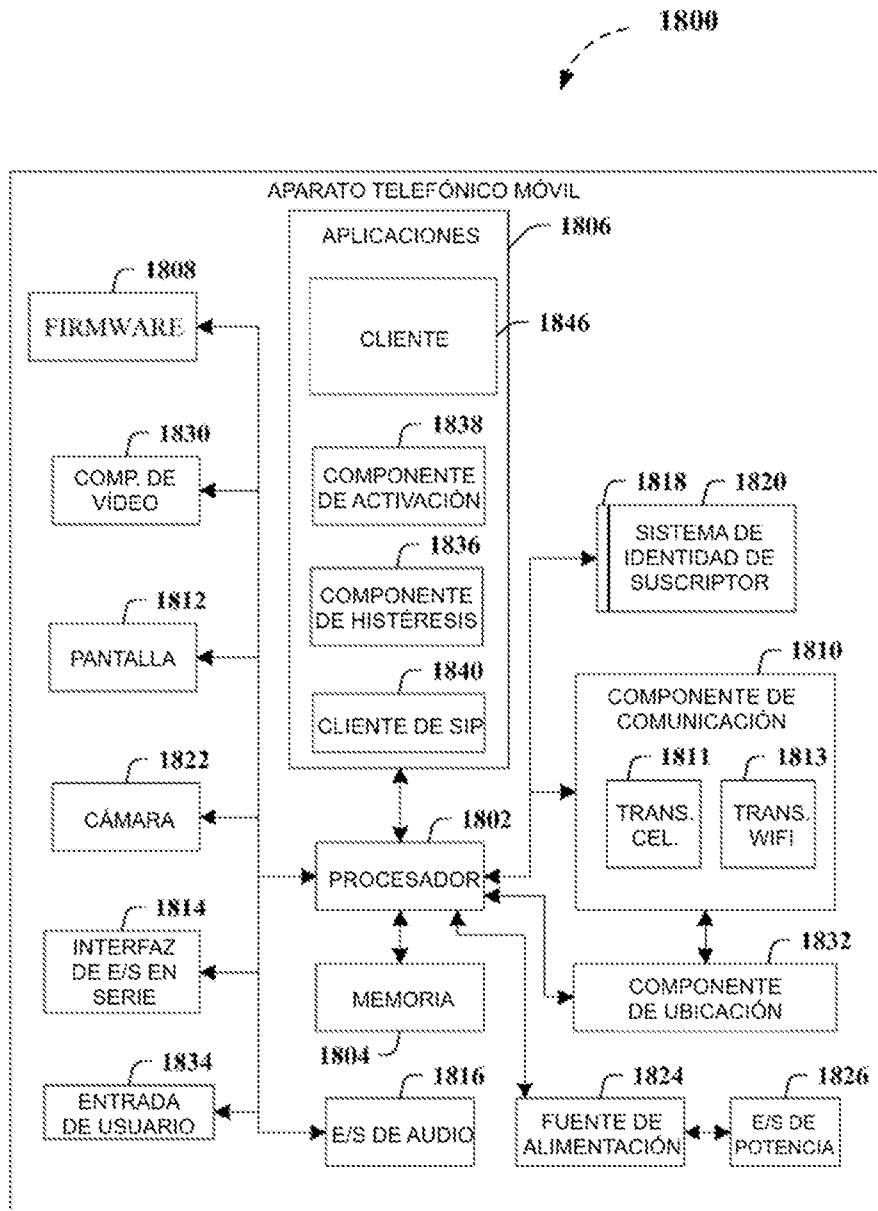 1800
APARATO TELEFÓNICO MÓVIL
APLICACIONES
1806
1808
FIRMWARE
CLIENTE
1846
1830
COMP. DE
VÍDEO
1838
COMPONENTE
DE ACTIVACIÓN
1818
1820
SISTEMA DE
IDENTIDAD DE
SUSCRIPTOR
1812
PANTALLA
1836
COMPONENTE
DE HISTÉRESIS
1840
CLIENTE DE SIP
1810
COMPONENTE DE
COMUNICACIÓN
1811
TRANS.
CEL.
1813
TRANS.
WIFI
1822
CÁMARA
1802
PROCESADOR
1814
INTERFAZ
DE E/S EN
SERIE
MEMORIA
1804
1832
COMPONENTE
DE UBICACIÓN
1834
ENTRADA
DE USUARIO
1816
E/S DE AUDIO
1824
FUENTE DE
ALIMENTACIÓN
1826
E/S DE
POTENCIA